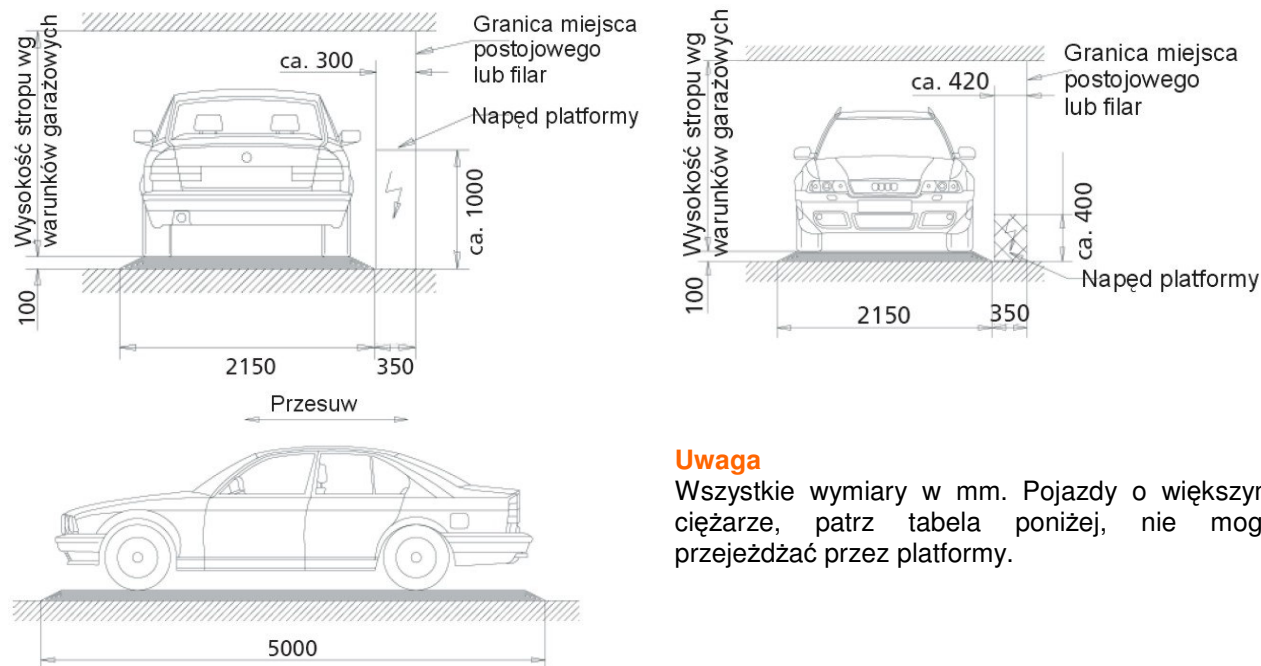 Wysokość stropu wg
warunków garażowych
100
ca. 300
Granica miejsca
postojowego
lub filar
Napęd platformy
ca. 1000
2150
350
Wysokość stropu wg
warunków garażowych
100
ca. 420
Granica miejsca
postojowego
lub filar
ca. 400
Napęd platformy
2150
350
Przesuw
5000
Uwaga
Wszystkie wymiary w mm. Pojazdy o większym
ciężarze, patrz tabela poniżej, nie mog
przejeżdżać przez platformy.